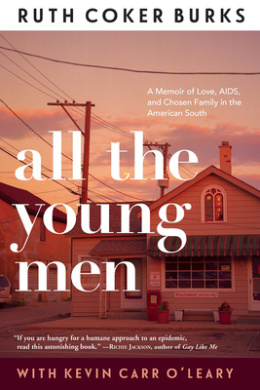 RUTH COKER BURKS
A Memoir of Love, AIDS,
and Chosen Family in the
American South
all the
young
men
"If you are hungry for a humane approach to an epidemic,
read this astonishing book." —Richie Jackson, author of Gay Like Me
WITH KEVIN CARR O'LEARY